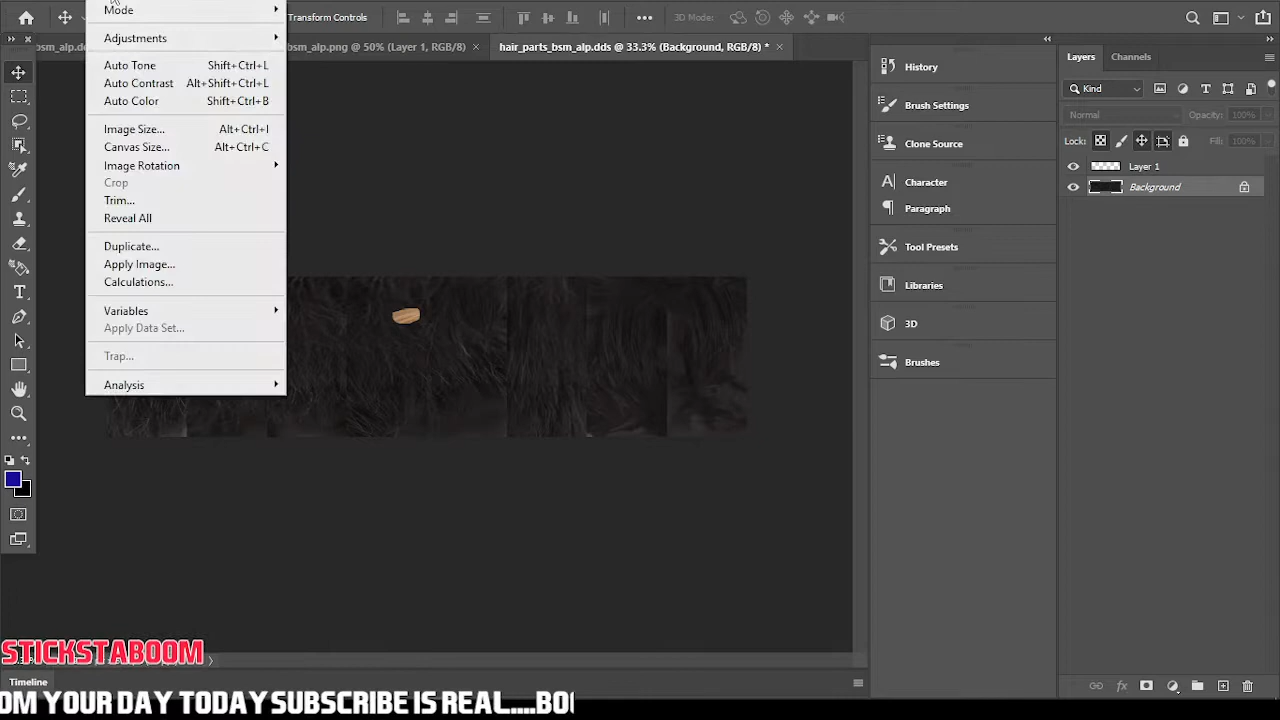 Mode
Adjustments
Auto Tone Shift+Ctrl+L
Auto Contrast Alt+Shift+Ctrl+L
Auto Color Shift+Ctrl+B
Image Size... Alt+Ctrl+I
Canvas Size... Alt+Ctrl+C
Image Rotation
Crop
Trim...
Reveal All
Duplicate...
Apply Image...
Calculations...
Variables
Apply Data Set...
Trap...
Analysis
Transform Controls
3D Mode:
bsm_alp.png @ 50% (Layer 1, RGB/8)
hair_parts_bsm_alp.dds @ 33.3% (Background, RGB/8) *
History
Brush Settings
Clone Source
Character
Paragraph
Tool Presets
Libraries
3D
Brushes
Layers Channels
Kind
Normal Opacity: 100%
Lock: Fill: 100%
Layer 1
Background
STICKSTABOOM
Timeline
OM YOUR DAY TODAY SUBSCRIBE IS REAL....BO